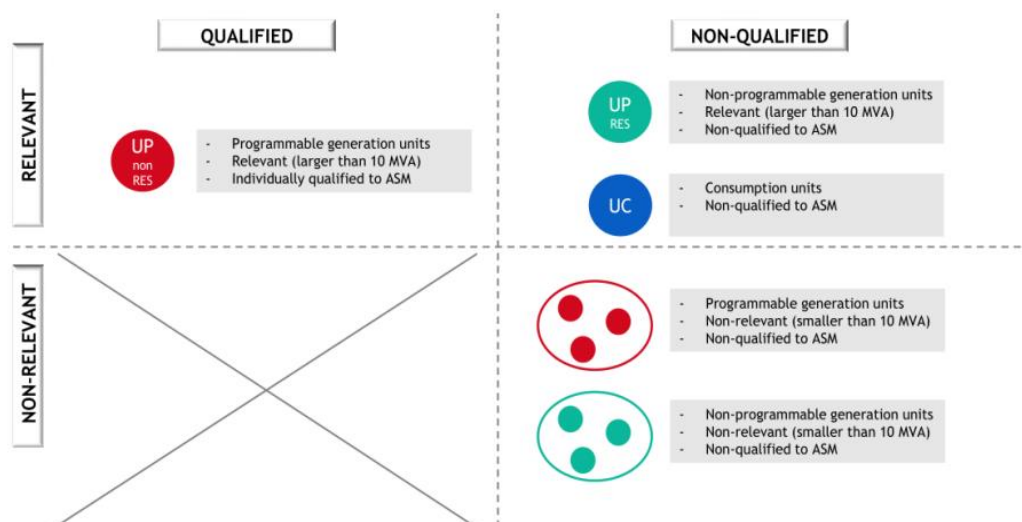 QUALIFIED
NON-QUALIFIED
RELEVANT
UP
non
RES
- Programmable generation units
- Relevant (larger than 10 MVA)
- Individually qualified to ASM
UP
RES
- Non-programmable generation units
- Relevant (larger than 10 MVA)
- Non-qualified to ASM
UC
- Consumption units
- Non-qualified to ASM
NON-RELEVANT
- Programmable generation units
- Non-relevant (smaller than 10 MVA)
- Non-qualified to ASM
- Non-programmable generation units
- Non-relevant (smaller than 10 MVA)
- Non-qualified to ASM